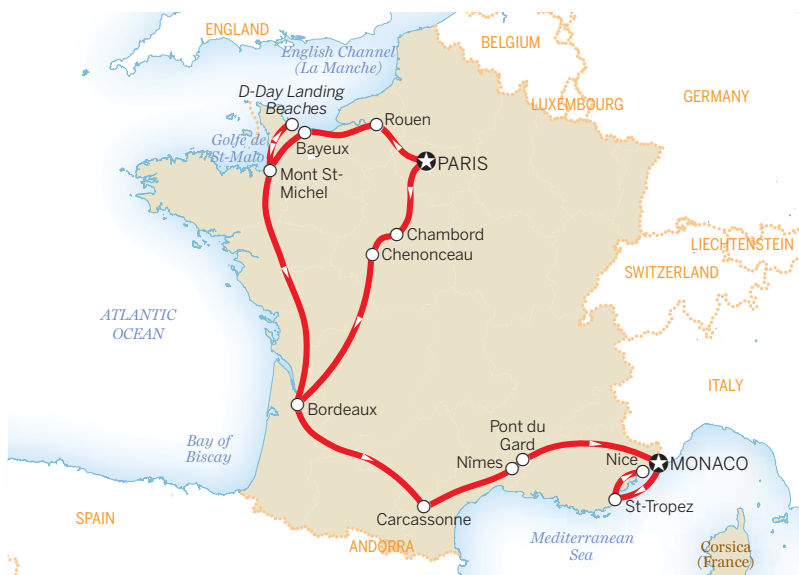 ENGLAND
English Channel
(La Manche)
BELGIUM
LUXEMBOURG
GERMANY
D-Day Landing
Beaches
Rouen
Golfe de
St-Malo
Bayeux
PARIS
Mont St-
Michel
Chambord
Chenonceau
LIECHTENSTEIN
SWITZERLAND
ATLANTIC
OCEAN
ITALY
Bordeaux
Bay of
Biscay
Pont du
Gard
Nîmes
Nice
MONACO
St-Tropez
Carcassonne
SPAIN
ANDORRA
Mediterranean
Sea
Corsica
(France)